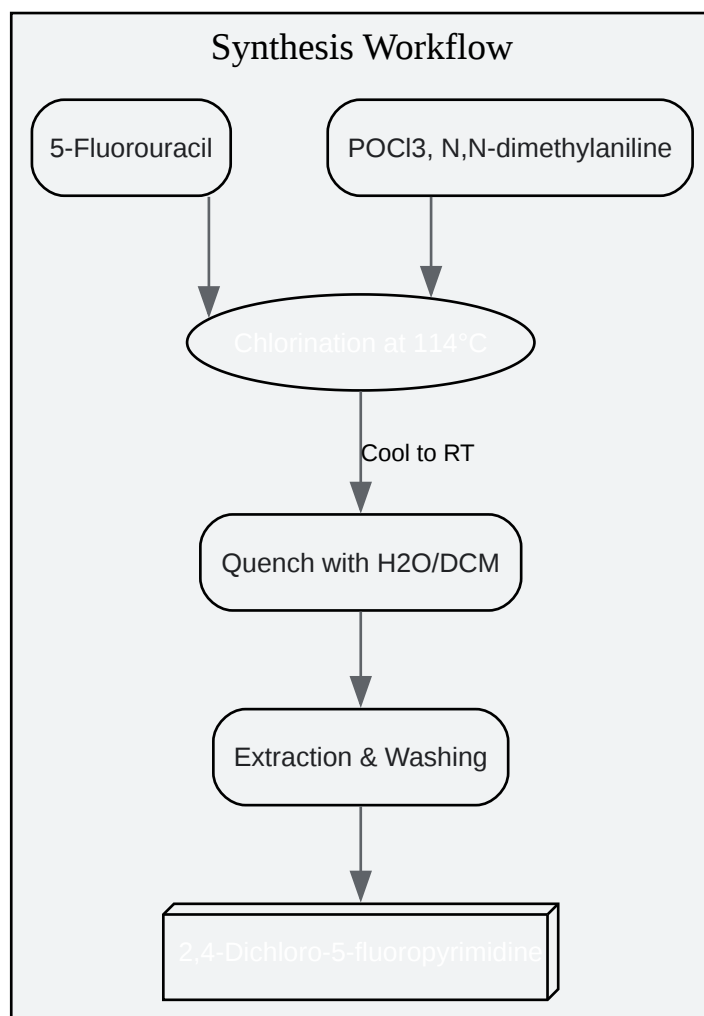 Synthesis Workflow
5-Fluorouracil
POCl3, N,N-dimethylaniline
Chlorination at 114°C
Cool to RT
Quench with H2O/DCM
Extraction & Washing
2,4-Dichloro-5-fluoropyrimidine